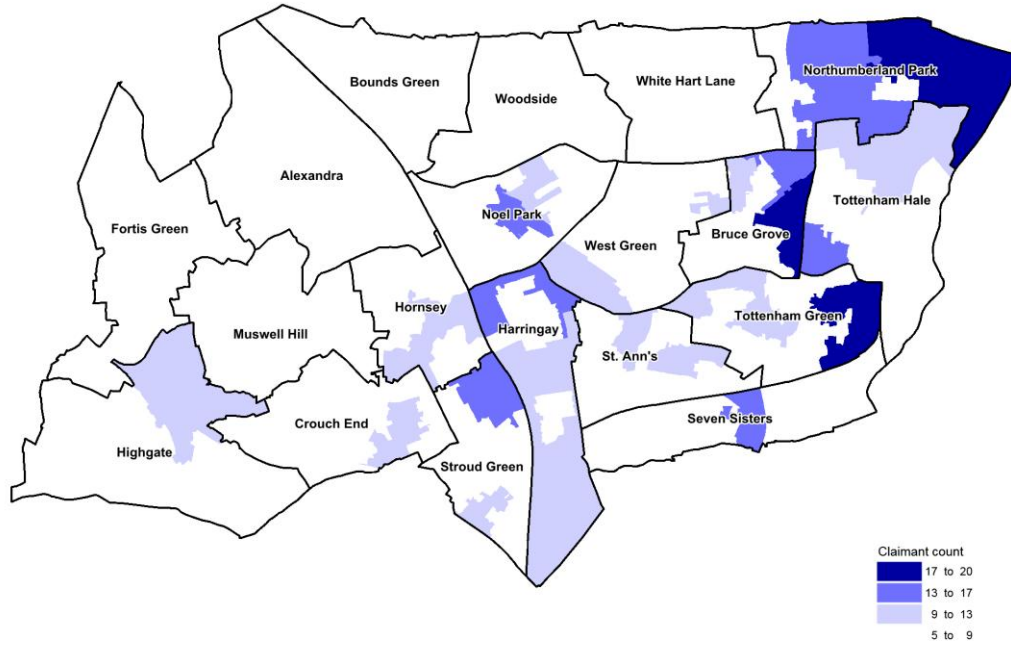 Bounds Green
Woodside
White Hart Lane
Northumberland Park
Alexandra
Noel Park
Tottenham Hale
Fortis Green
West Green
Bruce Grove
Hornsey
Muswell Hill
Harringay
Tottenham Green
St. Ann's
Seven Sisters
Crouch End
Highgate
Stroud Green
Claimant count
17 to 20
13 to 17
9 to 13
5 to 9